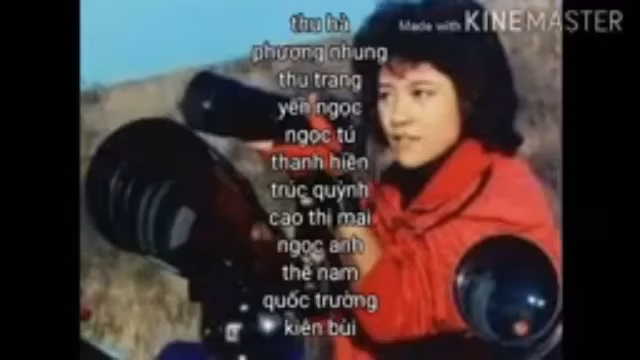 thu hà
Made with KINEMASTER
phương nhung
thu trang
yến ngọc
ngọc tú
thanh hiền
trúc quỳnh
cao thị mai
ngọc anh
thế nam
quốc trường
kiên bùi